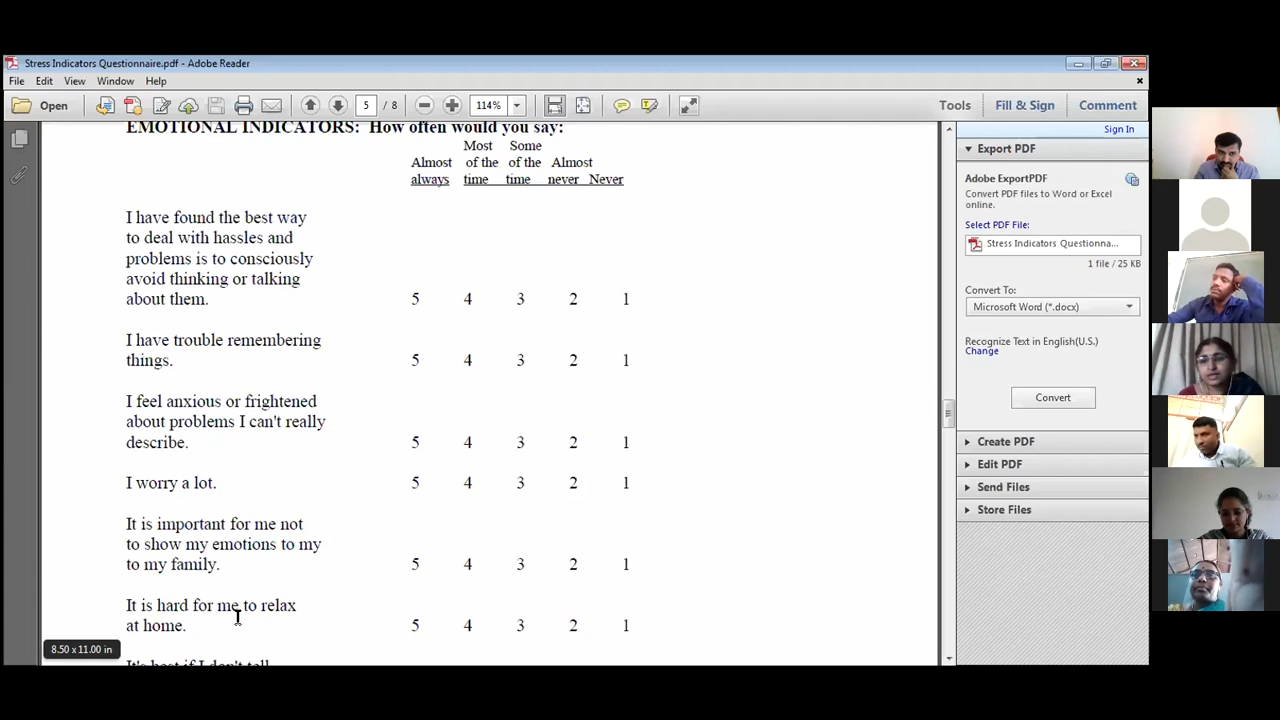 Stress Indicators Questionnaire.pdf - Adobe Reader
File Edit View Window Help
Open 5 / 8 114% Tools Fill & Sign Comment
Sign In
EMOTIONAL INDICATORS: How often would you say:
Most Some
Almost of the of the Almost
always time time never Never
I have found the best way
to deal with hassles and
problems is to consciously
avoid thinking or talking
about them. 5 4 3 2 1
I have trouble remembering
things. 5 4 3 2 1
I feel anxious or frightened
about problems I can't really
describe. 5 4 3 2 1
I worry a lot. 5 4 3 2 1
It is important for me not
to show my emotions to my
to my family. 5 4 3 2 1
It is hard for me to relax
at home. 5 4 3 2 1
It's best if I don't tell
8.50 x 11.00 in
Export PDF
Adobe ExportPDF
Convert PDF files to Word or Excel
online.
Select PDF File:
Stress Indicators Questionna...
1 file / 25 KB
Convert To:
Microsoft Word (*.docx)
Recognize Text in English(U.S.)
Change
Convert
Create PDF
Edit PDF
Send Files
Store Files